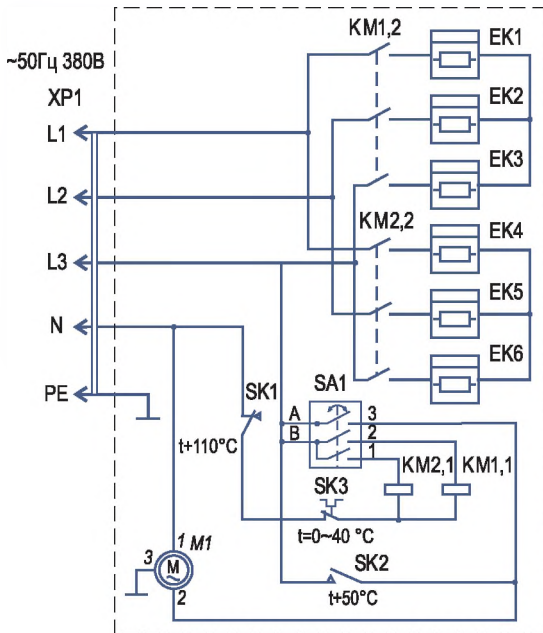 ~50Гц 380В
XP1
L1
L2
L3
N
PE
KM1,2
EK1
EK2
EK3
KM2,2
EK4
EK5
EK6
SK1
t+110°C
SA1
A
B
3
2
1
KM2,1
KM1,1
SK3
t=0~40 °C
SK2
t+50°C
1
M1
3
M
2